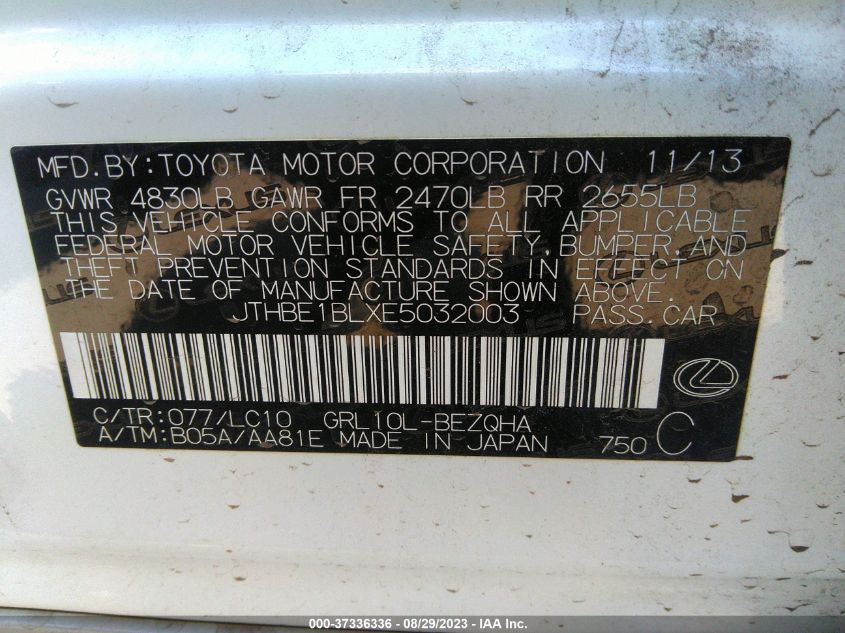 MFD.BY:TOYOTA MOTOR CORPORATION 11/13
GVWR 4830LB GAWR FR 2470LB RR 2655LB
THIS VEHICLE CONFORMS TO ALL APPLICABLE
FEDERAL MOTOR VEHICLE SAFETY, BUMPER, AND
THEFT PREVENTION STANDARDS IN EFFECT ON
THE DATE OF MANUFACTURE SHOWN ABOVE.
JTHBE1BLXE5032003 PASS.CAR
C/TR:077/LC10 GRL10L-BEZQHA
A/TM:B05A/AA81E MADE IN JAPAN 750 C
000-37336336 - 08/29/2023 - IAA Inc.